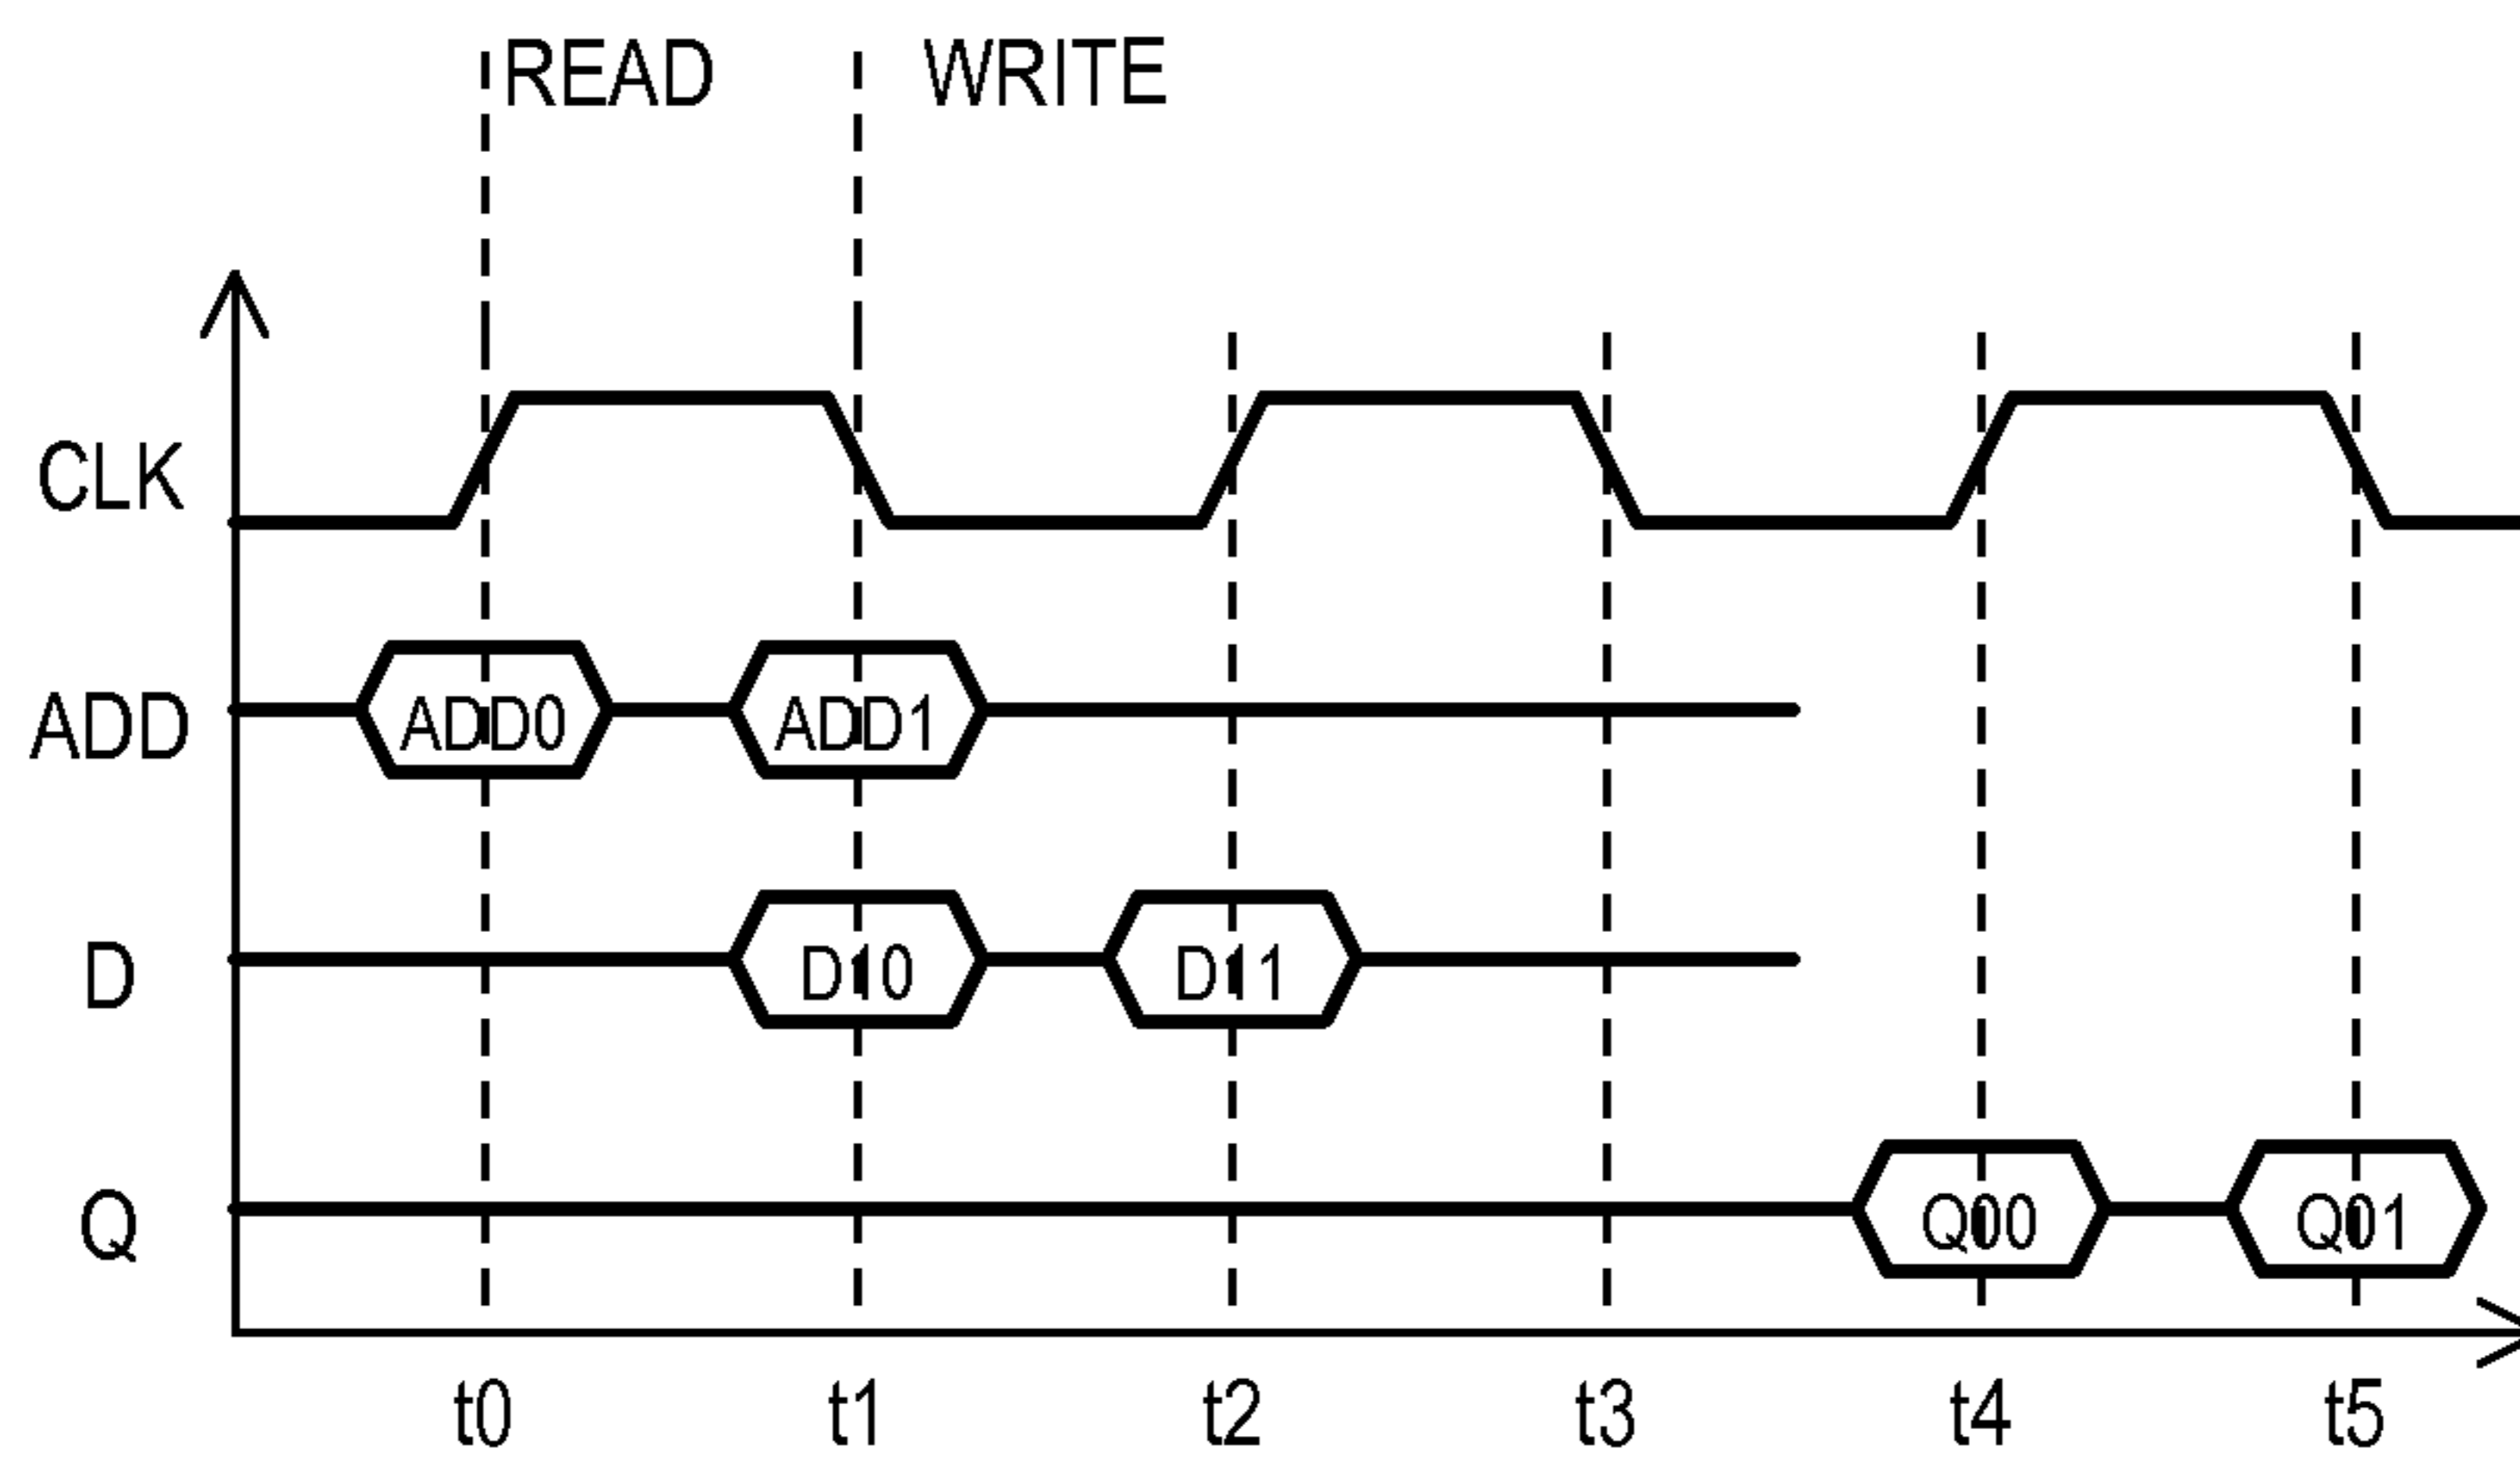 READ WRITE
CLK
ADD ADD0 ADD1
D D10 D11
Q Q00 Q01
t0 t1 t2 t3 t4 t5